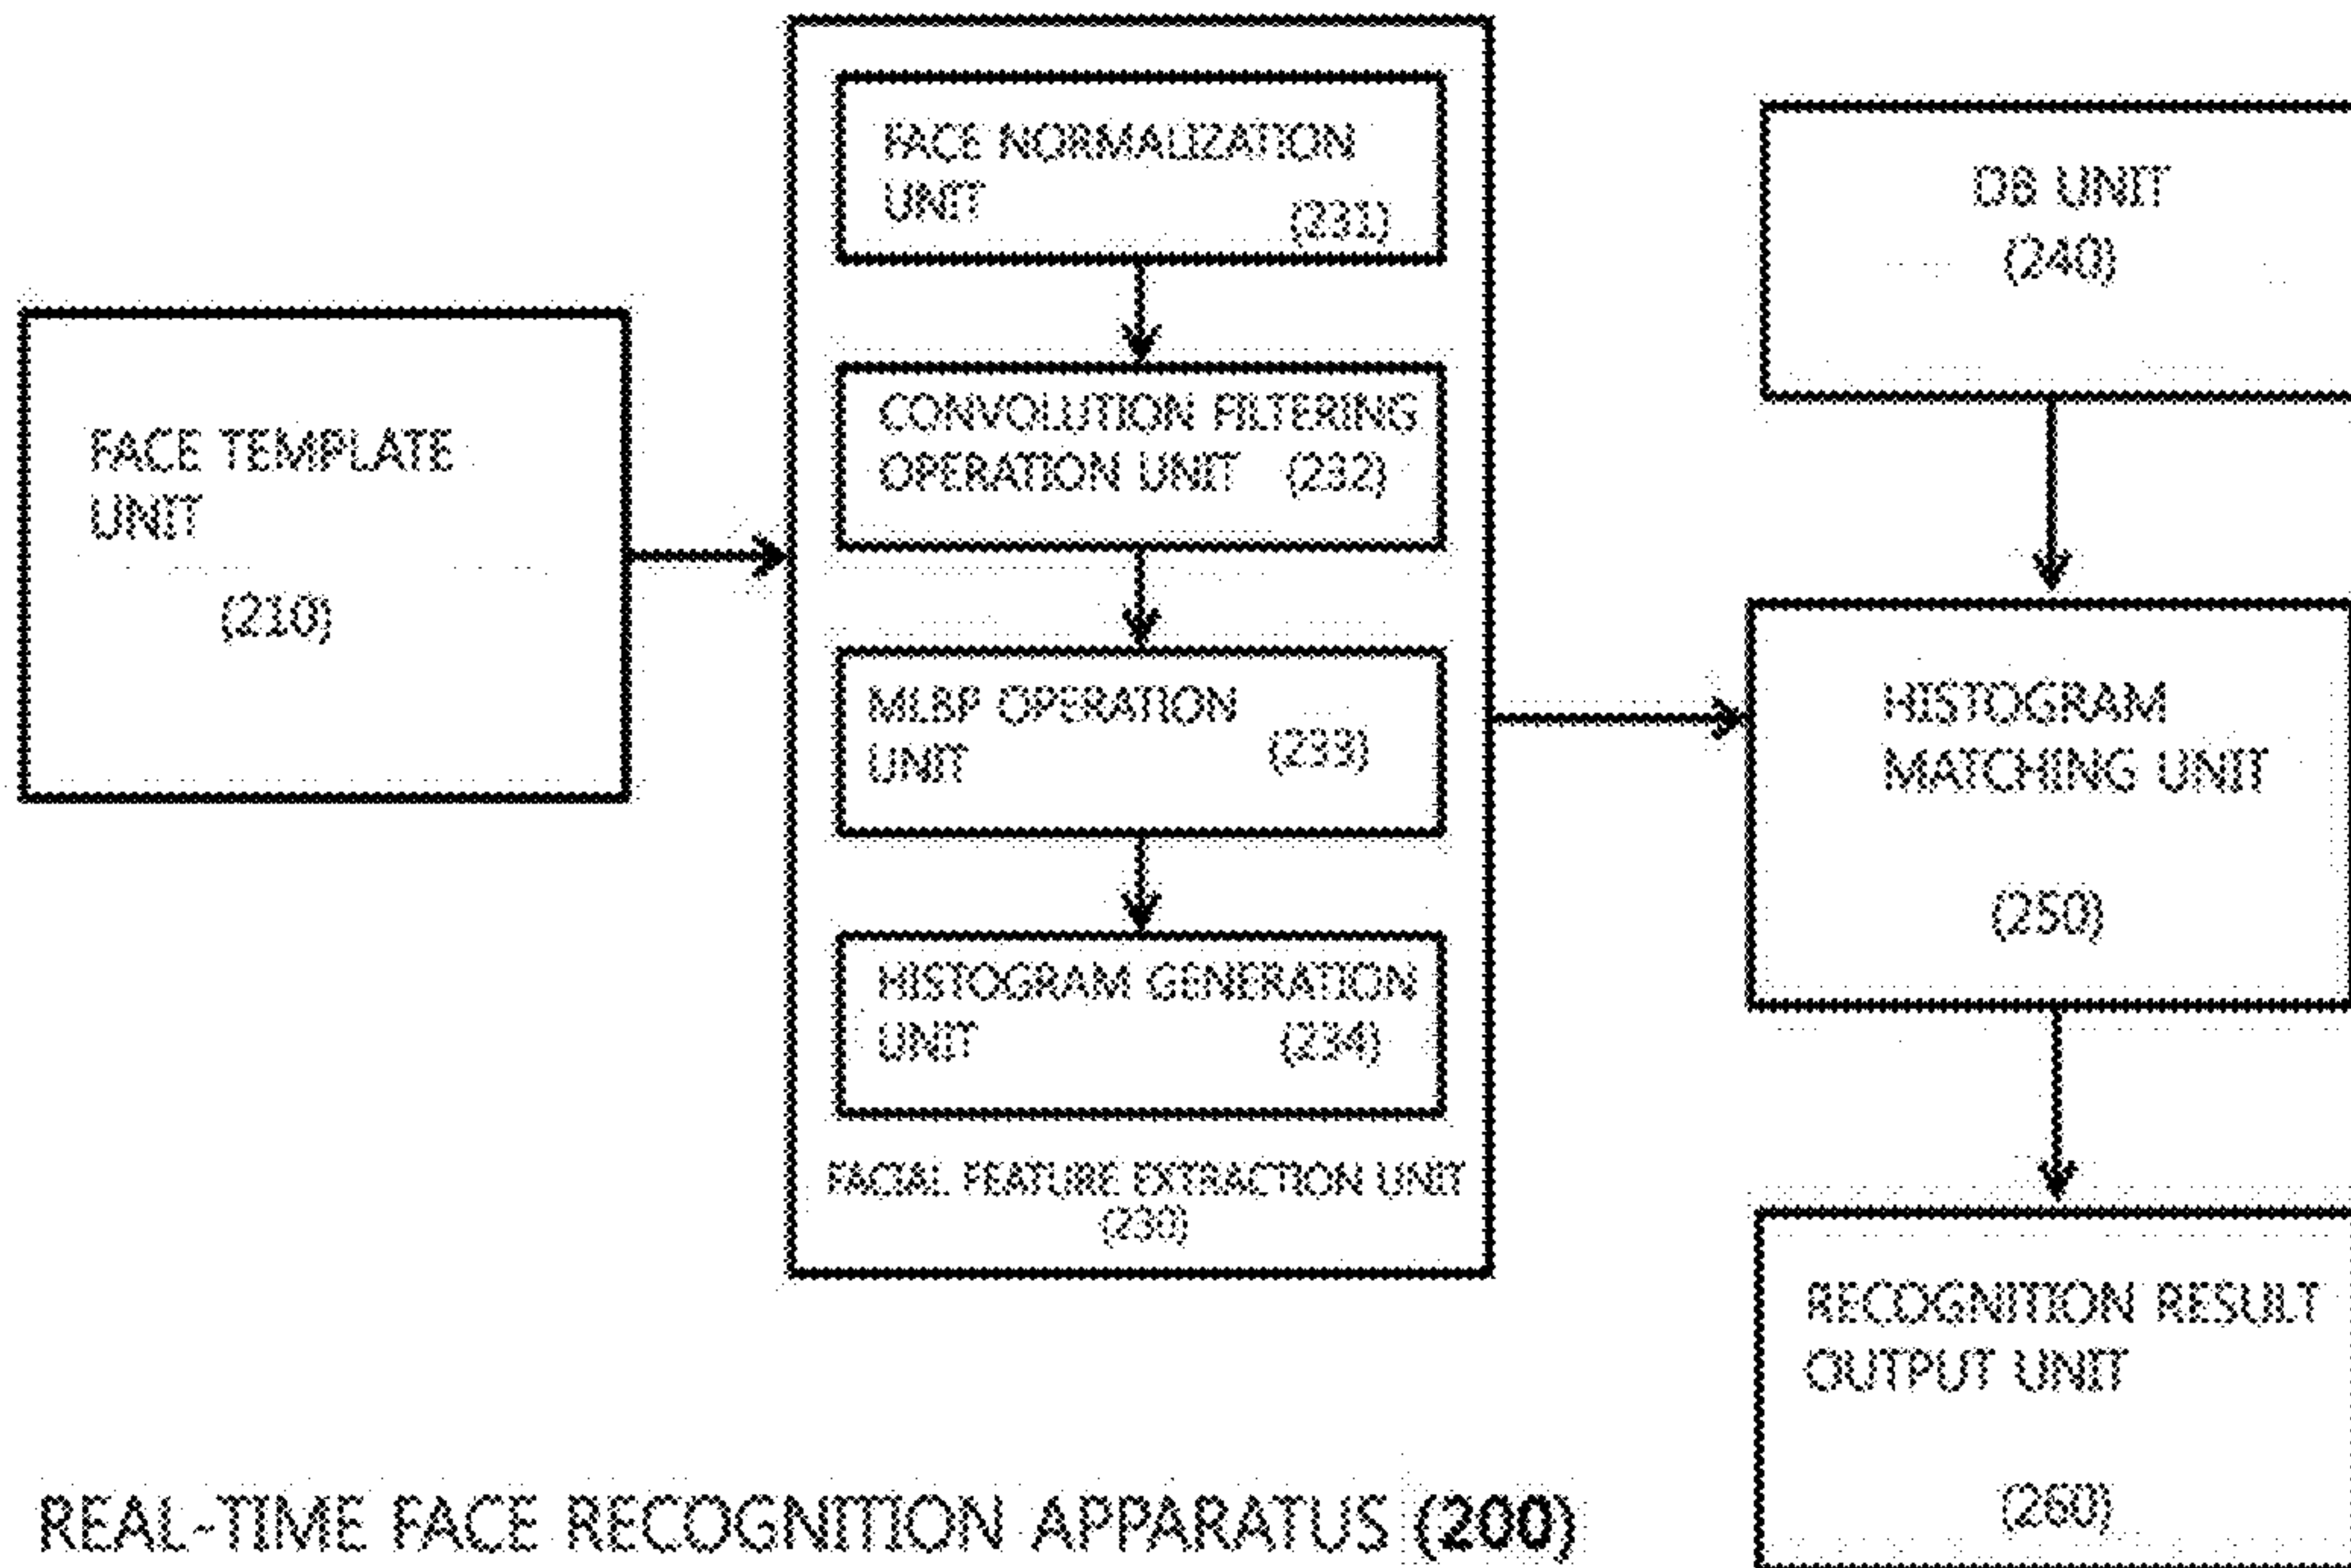 FACE TEMPLATE
UNIT
(210)
FACE NORMALIZATION
UNIT
(231)
CONVOLUTION FILTERING
OPERATION UNIT (232)
MLBP OPERATION
UNIT
(233)
HISTOGRAM GENERATION
UNIT (234)
FACIAL FEATURE EXTRACTION UNIT
(230)
DB UNIT
(240)
HISTOGRAM
MATCHING UNIT
(250)
RECOGNITION RESULT
OUTPUT UNIT
(260)
REAL-TIME FACE RECOGNITION APPARATUS (200)